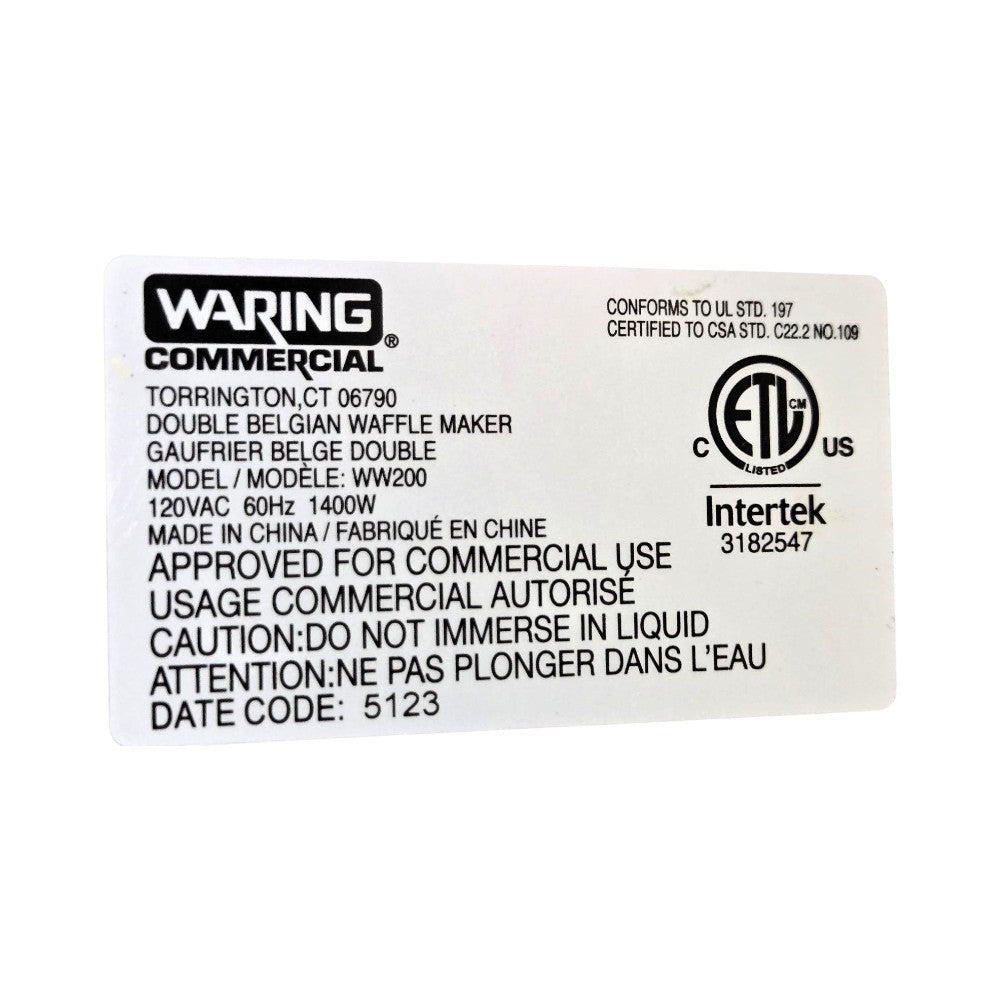 WARING
COMMERCIAL®
TORRINGTON,CT 06790
DOUBLE BELGIAN WAFFLE MAKER
GAUFRIER BELGE DOUBLE
MODEL / MODÈLE: WW200
120VAC 60Hz 1400W
MADE IN CHINA / FABRIQUÉ EN CHINE
APPROVED FOR COMMERCIAL USE
USAGE COMMERCIAL AUTORISÉ
CAUTION:DO NOT IMMERSE IN LIQUID
ATTENTION:NE PAS PLONGER DANS L'EAU
DATE CODE: 5123
CONFORMS TO UL STD. 197
CERTIFIED TO CSA STD. C22.2 NO.109
ETL CM
C LISTED US
Intertek
3182547